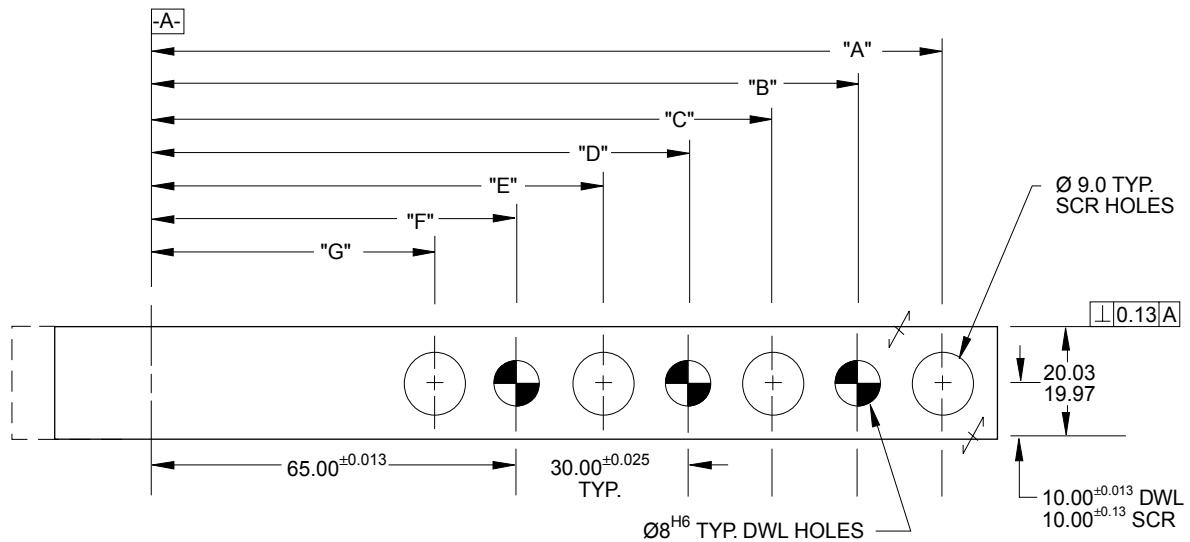 -A-
"A"
"B"
"C"
"D"
"E"
"F"
"G"
Ø 9.0 TYP.
SCR HOLES
⊥ 0.13 A
20.03
19.97
65.00±0.013
30.00±0.025
TYP.
10.00±0.013 DWL
10.00±0.13 SCR
Ø8H6 TYP. DWL HOLES